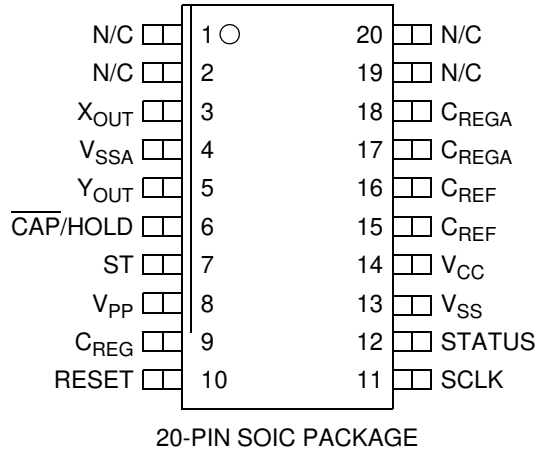 N/C 1 20 N/C
N/C 2 19 N/C
XOUT 3 18 CREGA
VSSA 4 17 CREGA
YOUT 5 16 CREF
CAP/HOLD 6 15 CREF
ST 7 14 VCC
VPP 8 13 VSS
CREG 9 12 STATUS
RESET 10 11 SCLK
20-PIN SOIC PACKAGE